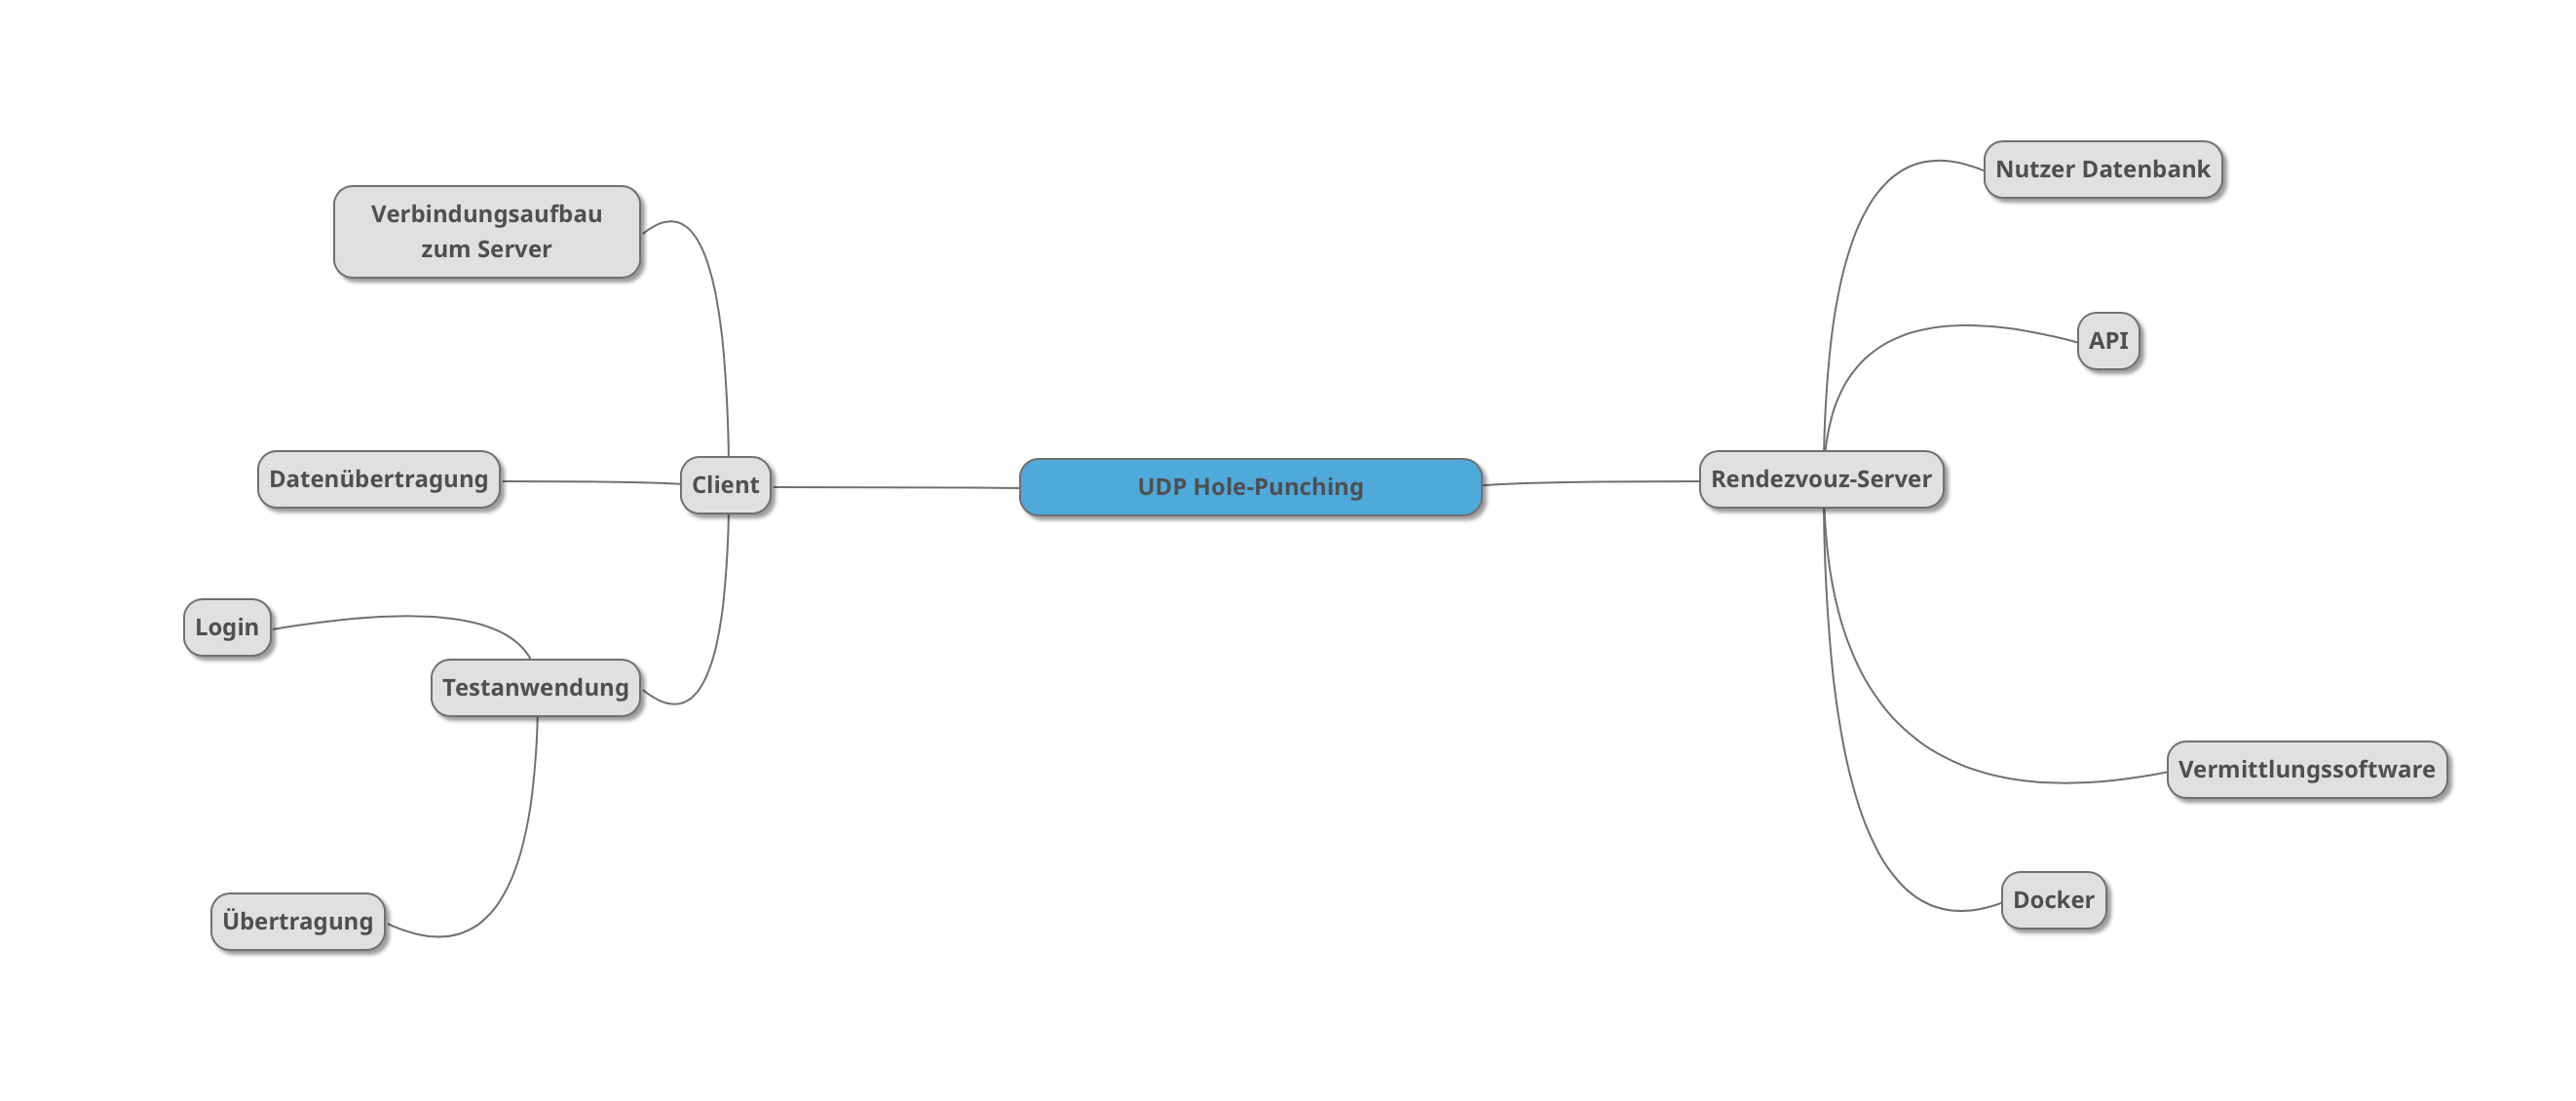 Nutzer Datenbank
Verbindungsaufbau
zum Server
API
Datenübertragung
Client
UDP Hole-Punching
Rendezvouz-Server
Login
Testanwendung
Vermittlungssoftware
Übertragung
Docker